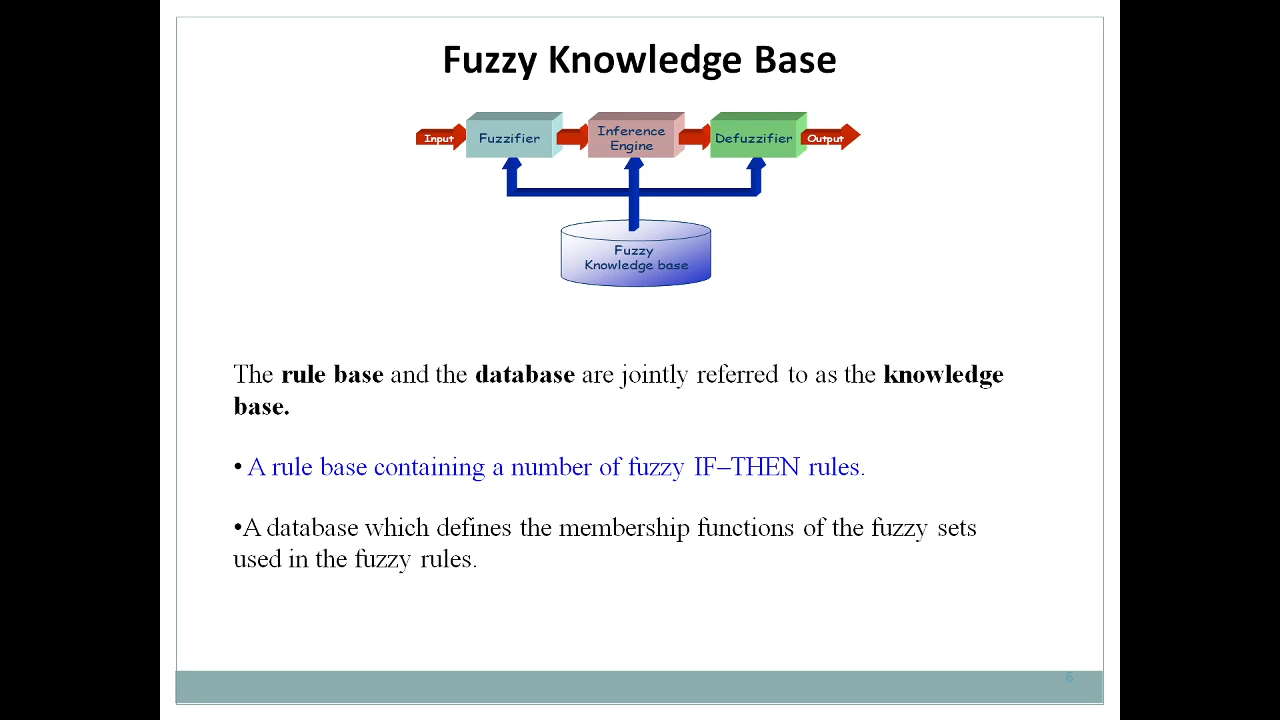 Fuzzy Knowledge Base
Input
Fuzzifier
Inference
Engine
Defuzzifier
Output
Fuzzy
Knowledge base
The rule base and the database are jointly referred to as the knowledge
base.
• A rule base containing a number of fuzzy IF–THEN rules.
•A database which defines the membership functions of the fuzzy sets
used in the fuzzy rules.
6